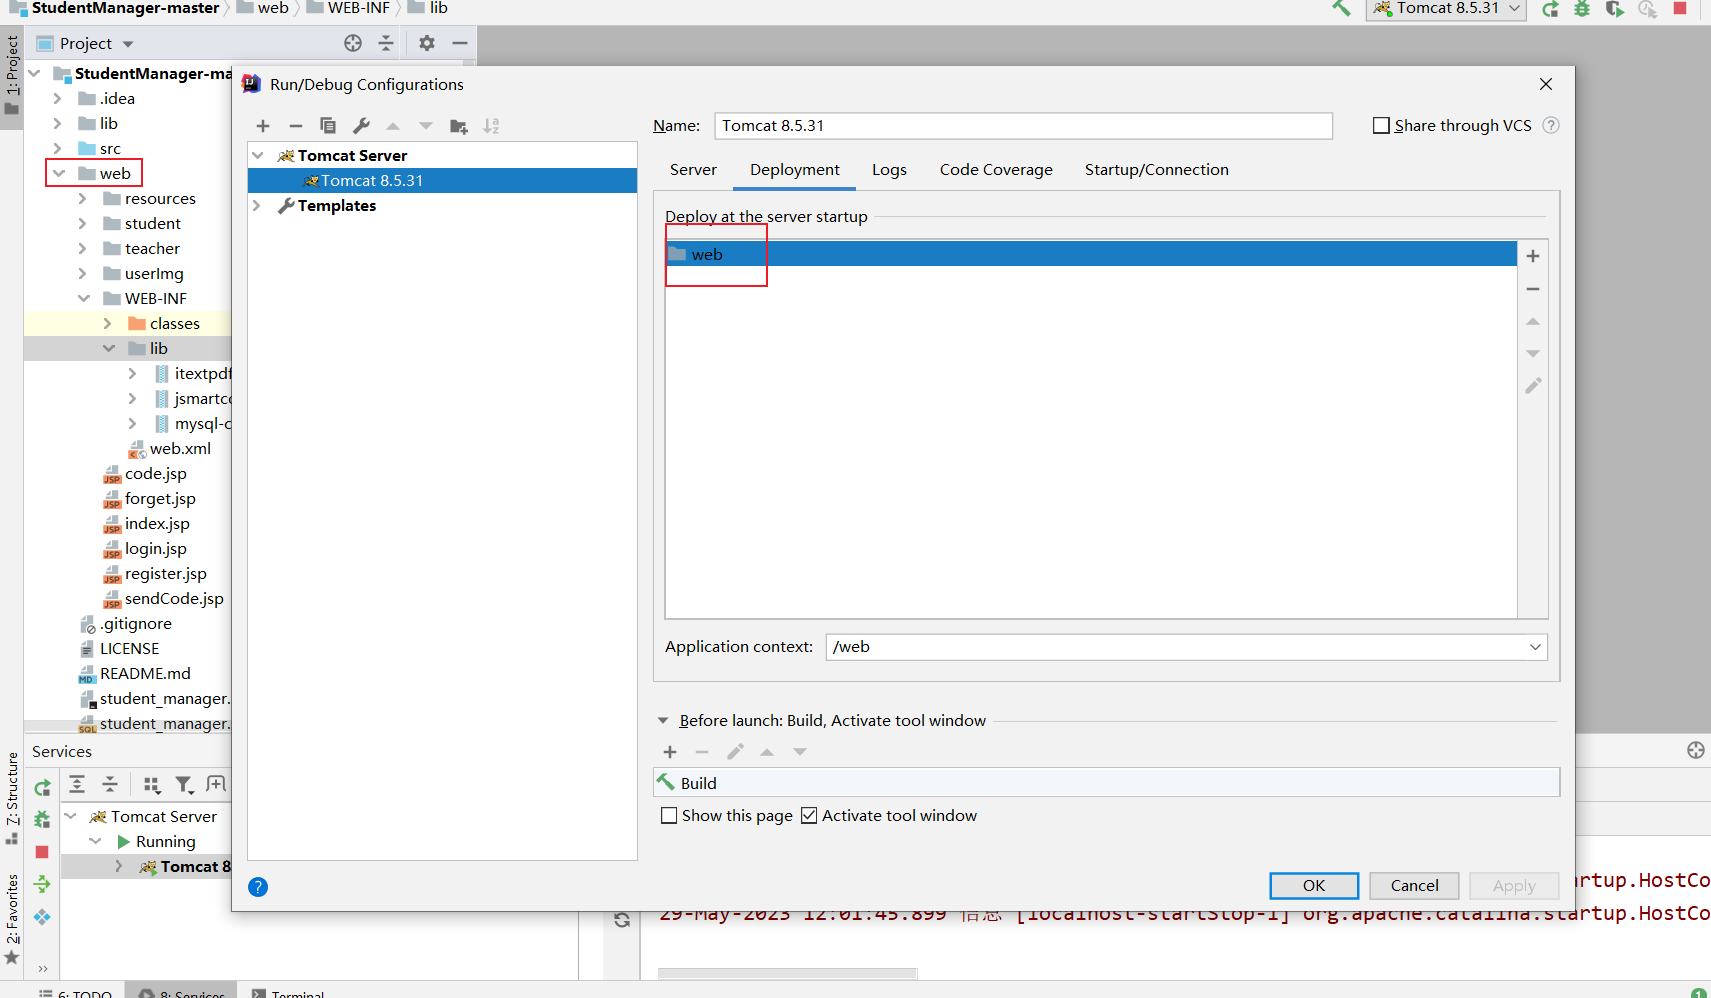 StudentManager-master web WEB-INF lib
Tomcat 8.5.31
1: Project
Project
StudentManager-ma
.idea
lib
src
web
resources
student
teacher
userImg
WEB-INF
classes
lib
itextpdf
jsmartco
mysql-c
web.xml
code.jsp
forget.jsp
index.jsp
login.jsp
register.jsp
sendCode.jsp
.gitignore
LICENSE
README.md
student_manager.
student_manager.
Run/Debug Configurations
Tomcat Server
Tomcat 8.5.31
Templates
Name: Tomcat 8.5.31
Share through VCS
Server Deployment Logs Code Coverage Startup/Connection
Deploy at the server startup
web
Application context: /web
Before launch: Build, Activate tool window
Build
Show this page Activate tool window
OK Cancel Apply
Services
Z: Structure
2: Favorites
Tomcat Server
Running
Tomcat 8
artup.HostCo
29-May-2023 12:01:45.899 信息 [localhost-startStop-1] org.apache.catalina.startup.HostCo
6: TODO 8: Services Terminal
1